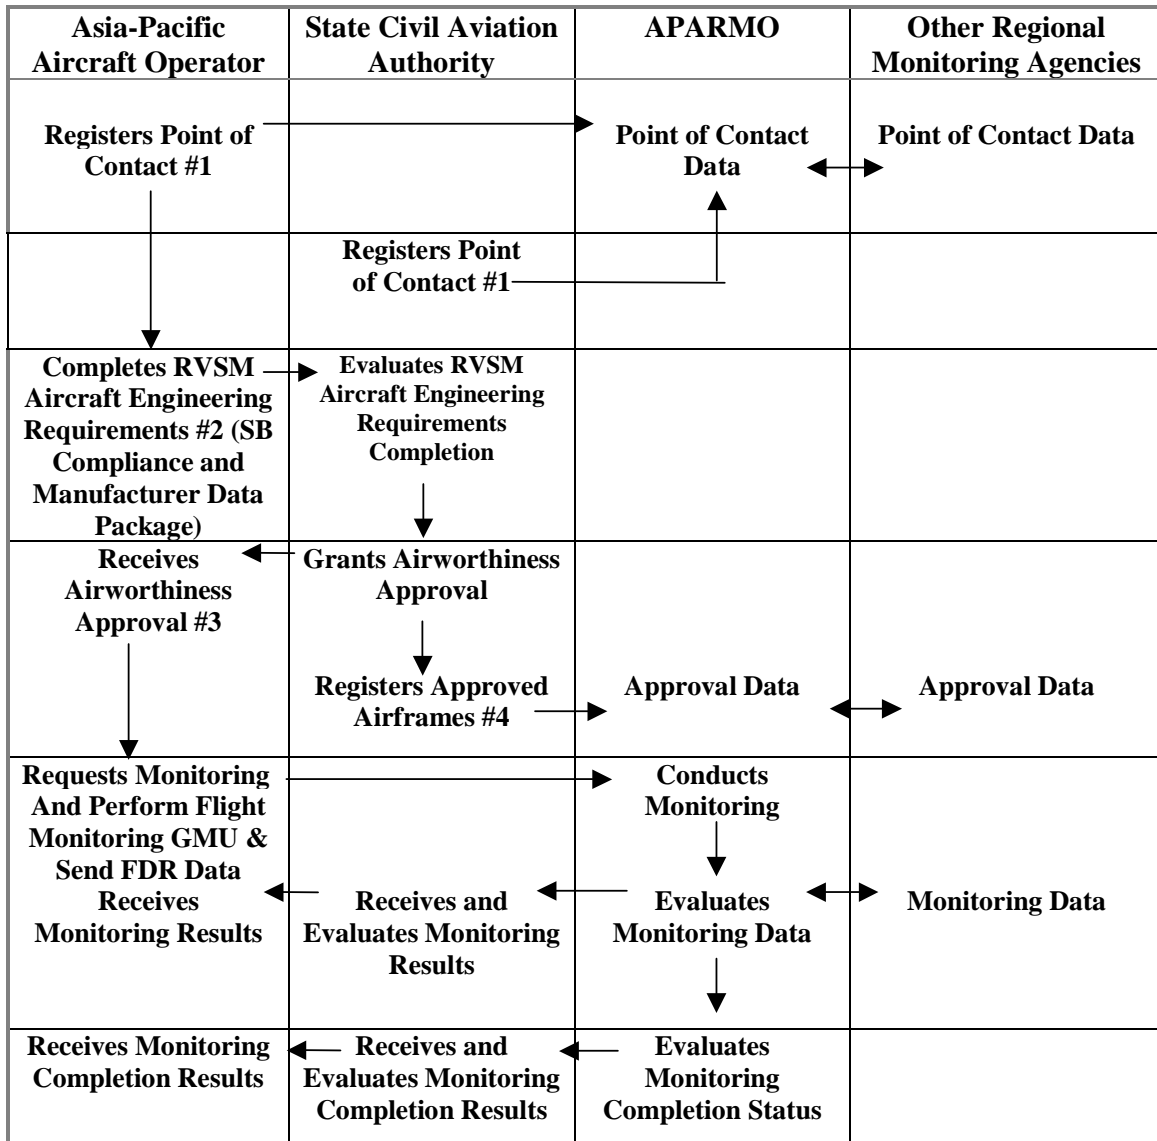 Asia-Pacific
Aircraft Operator
State Civil Aviation
Authority
APARMO
Other Regional
Monitoring Agencies
Registers Point of
Contact #1
Point of Contact
Data
Point of Contact Data
Registers Point
of Contact #1
Completes RVSM
Aircraft Engineering
Requirements #2 (SB
Compliance and
Manufacturer Data
Package)
Evaluates RVSM
Aircraft Engineering
Requirements
Completion
Receives
Airworthiness
Approval #3
Grants Airworthiness
Approval
Registers Approved
Airframes #4
Approval Data
Approval Data
Requests Monitoring
And Perform Flight
Monitoring GMU &
Send FDR Data
Receives
Monitoring Results
Receives and
Evaluates Monitoring
Results
Conducts
Monitoring
Evaluates
Monitoring Data
Monitoring Data
Receives Monitoring
Completion Results
Receives and
Evaluates Monitoring
Completion Results
Evaluates
Monitoring
Completion Status